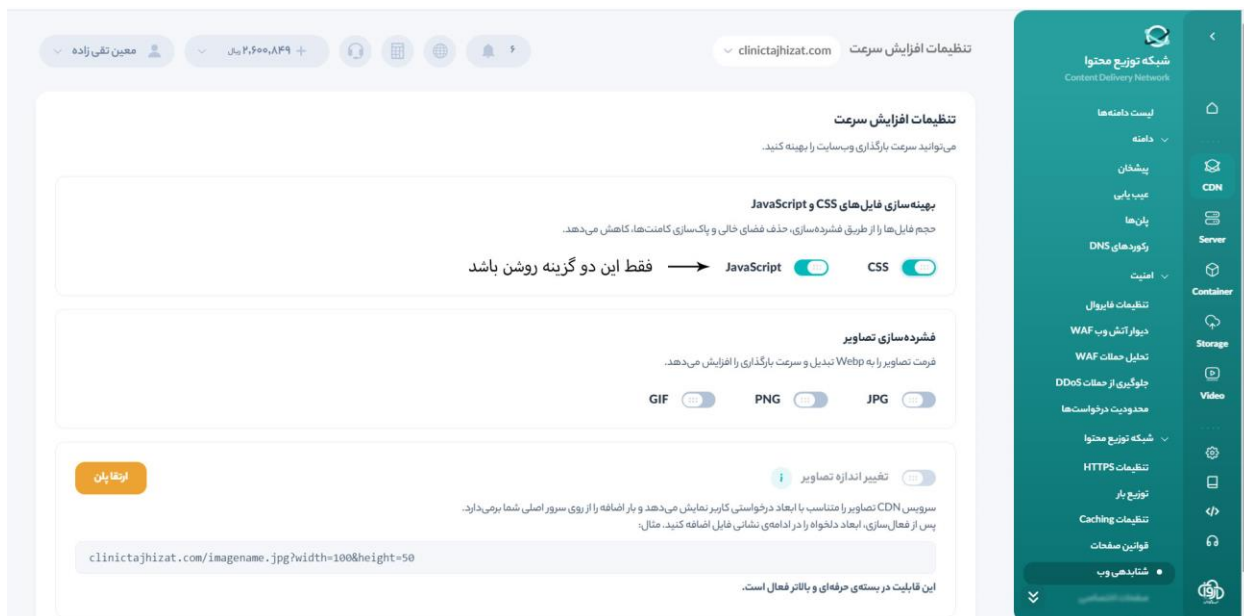 تنظیمات افزایش سرعت
clinictajhizat.com
۶
۲,۶۰۰,۸۴۹ ریال
معین تقی زاده
شبکه توزیع محتوا
Content Delivery Network
لیست دامنه‌ها
دامنه
پیشخان
عیب یابی
پلن‌ها
رکوردهای DNS
امنیت
تنظیمات فایروال
دیوار آتش وب WAF
تحلیل حملات WAF
جلوگیری از حملات DDoS
محدودیت درخواست‌ها
شبکه توزیع محتوا
تنظیمات HTTPS
توزیع بار
تنظیمات Caching
قوانین صفحات
شتابدهی وب
CDN
Server
Container
Storage
Video
تنظیمات افزایش سرعت
می‌توانید سرعت بارگذاری وب‌سایت را بهینه کنید.
بهینه‌سازی فایل‌های CSS و JavaScript
حجم فایل‌ها را از طریق فشرده‌سازی، حذف فضای خالی و پاک‌سازی کامنت‌ها، کاهش می‌دهد.
CSS
JavaScript
فقط این دو گزینه روشن باشد
فشرده‌سازی تصاویر
فرمت تصاویر را به Webp تبدیل و سرعت بارگذاری را افزایش می‌دهد.
JPG
PNG
GIF
تغییر اندازه تصاویر
ارتقا پلن
سرویس CDN تصاویر را متناسب با ابعاد درخواستی کاربر نمایش می‌دهد و بار اضافه را از روی سرور اصلی شما برمی‌دارد.
پس از فعال‌سازی، ابعاد دلخواه را در ادامه‌ی نشانی فایل اضافه کنید. مثال:
clinictajhizat.com/imagename.jpg?width=100&height=50
این قابلیت در بسته‌ی حرفه‌ای و بالاتر فعال است.